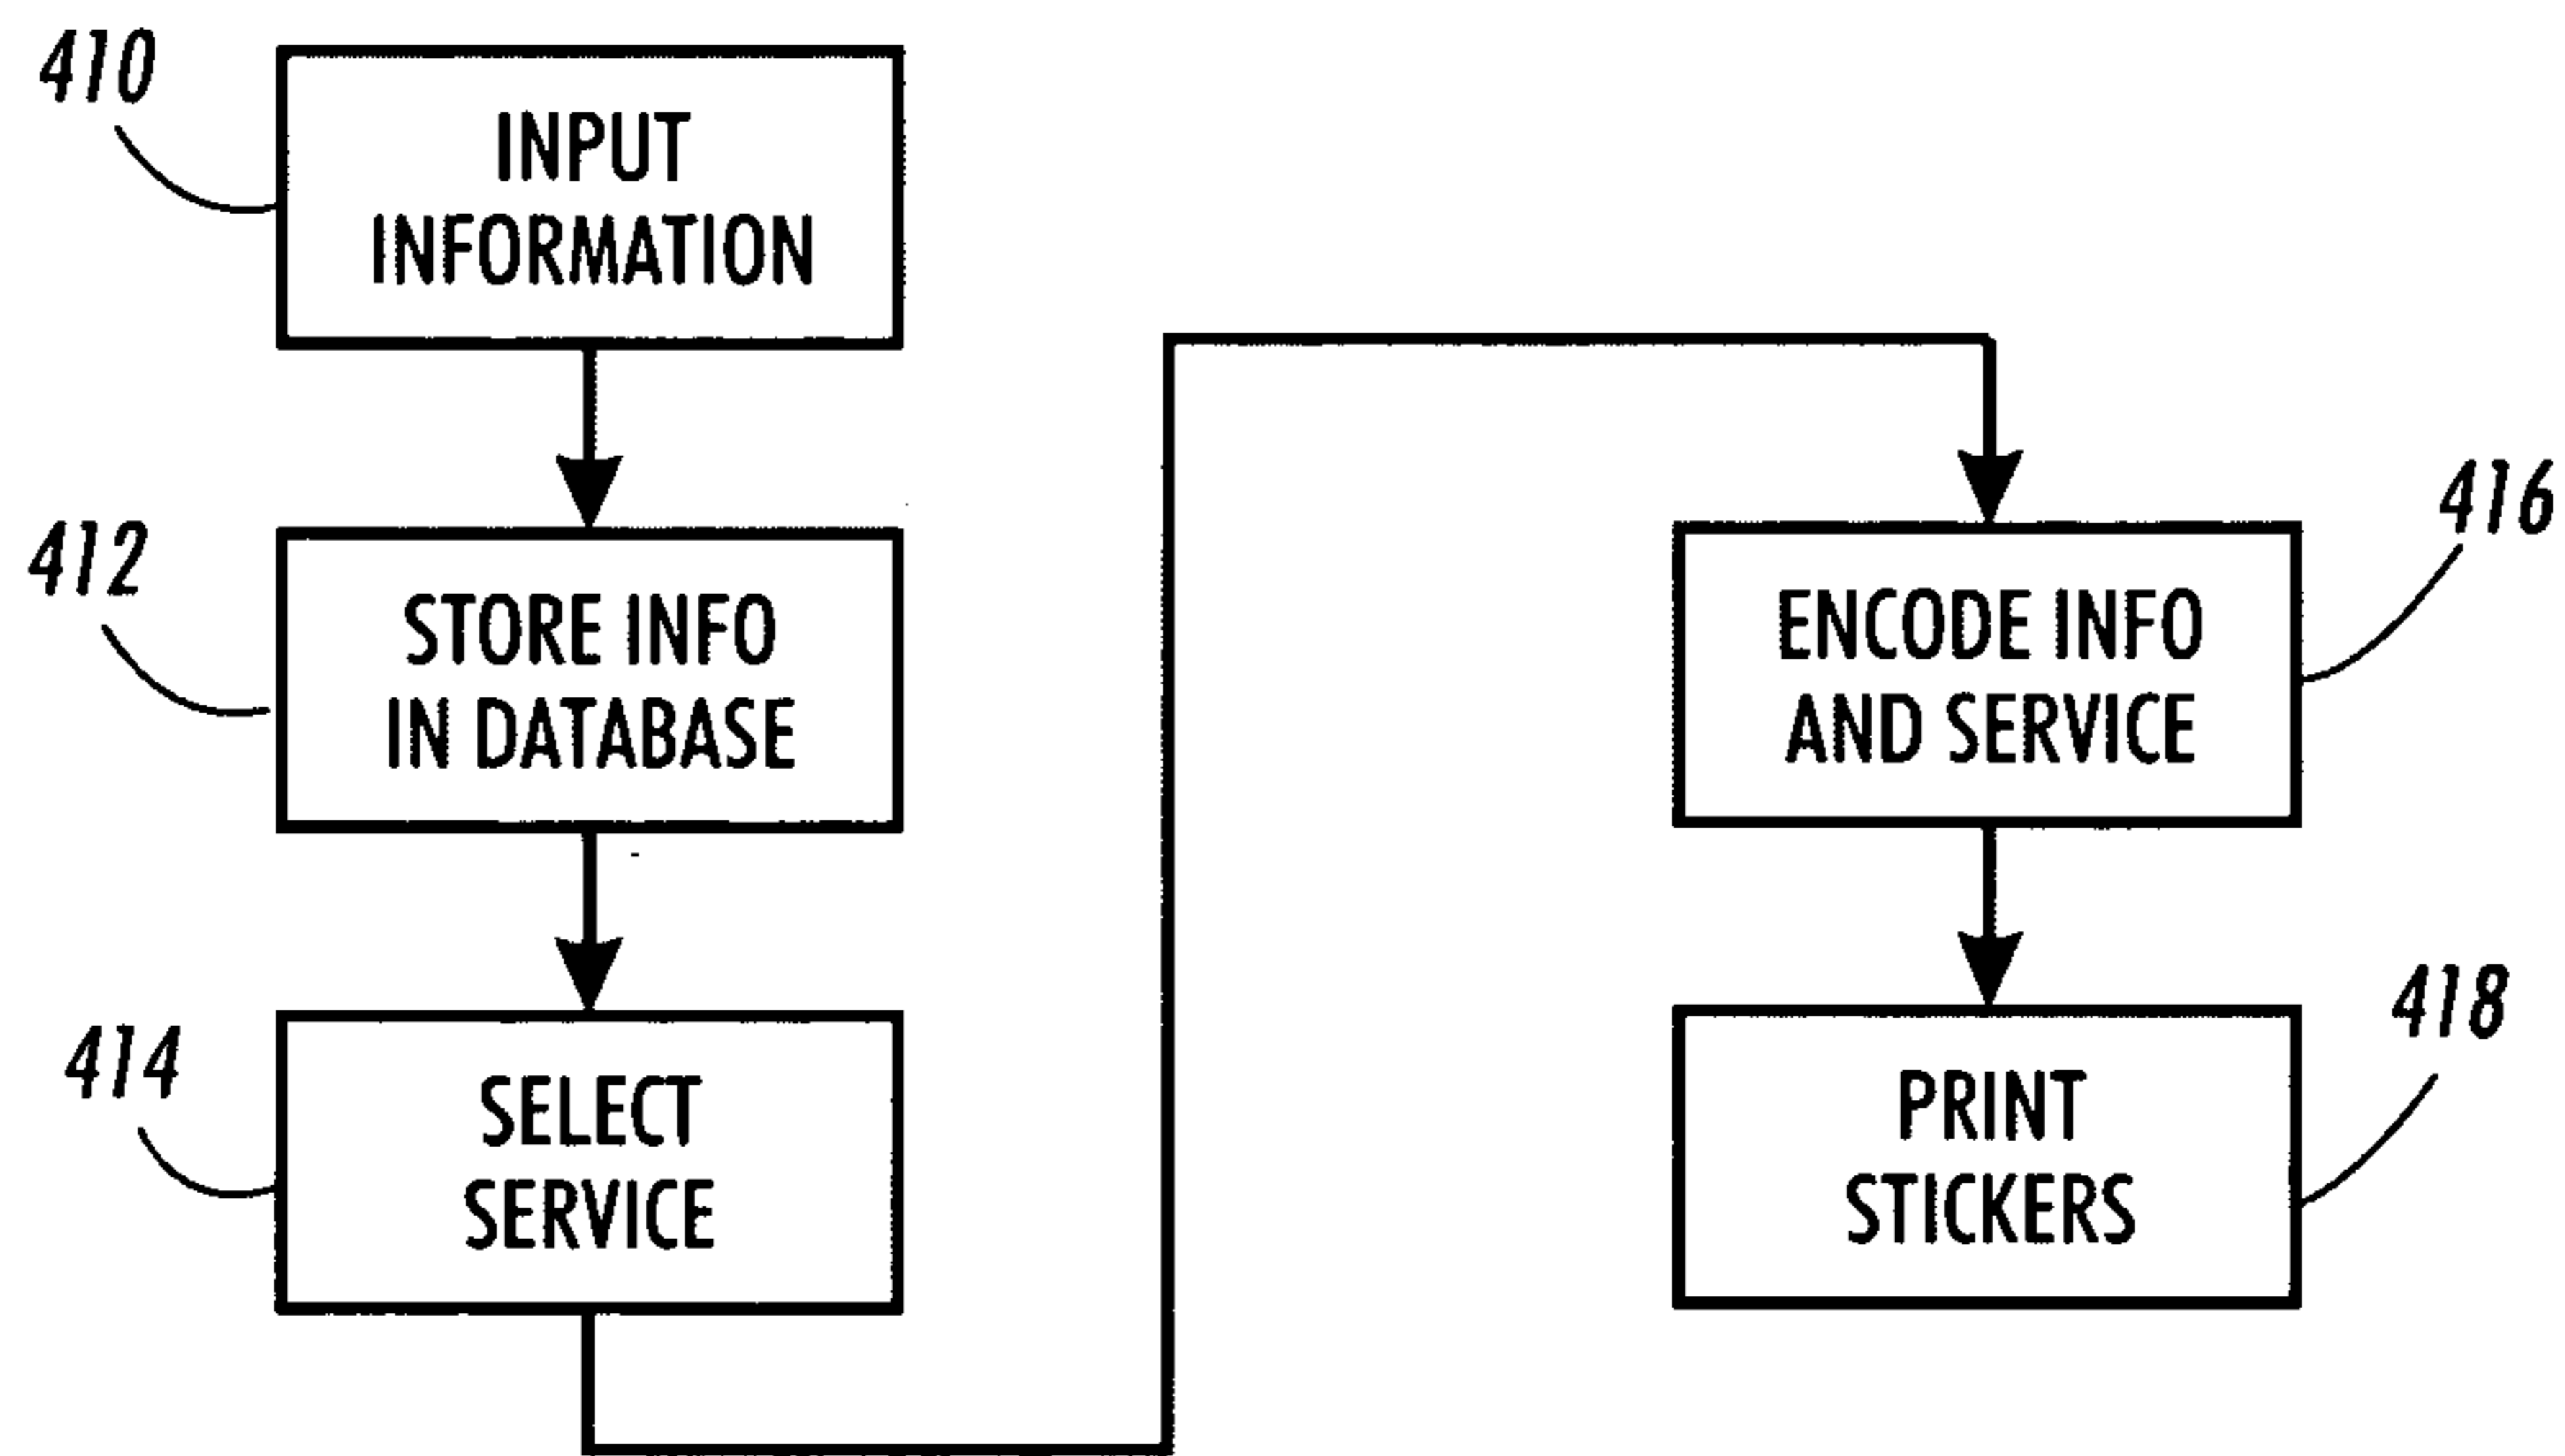 410
INPUT
INFORMATION
412
STORE INFO
IN DATABASE
414
SELECT
SERVICE
416
ENCODE INFO
AND SERVICE
418
PRINT
STICKERS